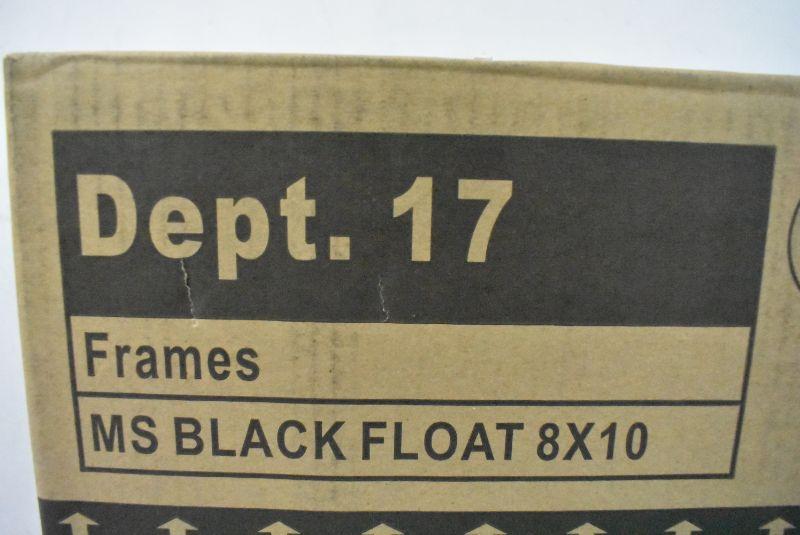 Dept. 17
Frames
MS BLACK FLOAT 8X10